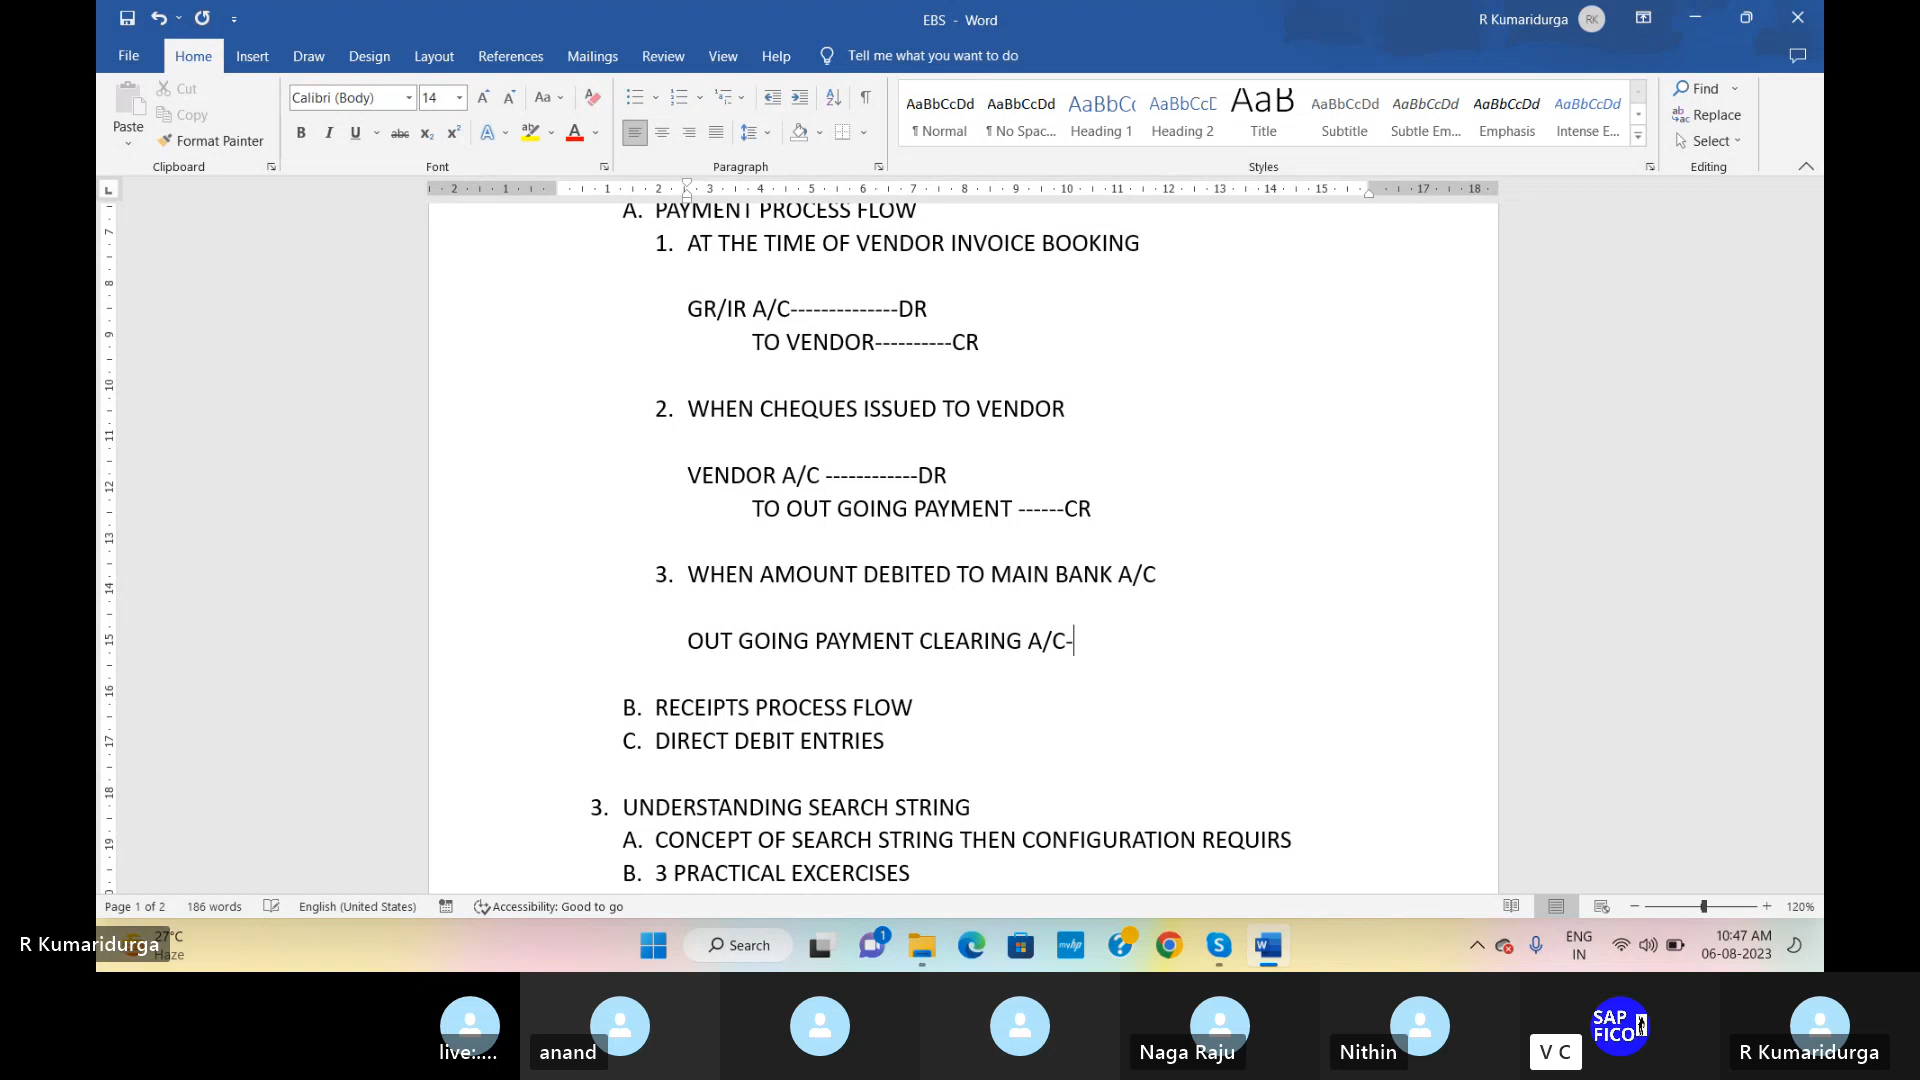 EBS - Word
R Kumaridurga
RK
File Home Insert Draw Design Layout References Mailings Review View Help Tell me what you want to do
Paste
Cut
Copy
Format Painter
Clipboard
Calibri (Body) 14
Font
Paragraph
AaBbCcDd AaBbCcDd AaBbC( AaBbCcD AaB AaBbCcDd AaBbCcDd AaBbCcDd AaBbCcDd
¶ Normal ¶ No Spac... Heading 1 Heading 2 Title Subtitle Subtle Em... Emphasis Intense E...
Styles
Find
Replace
Select
Editing
A. PAYMENT PROCESS FLOW
1. AT THE TIME OF VENDOR INVOICE BOOKING
GR/IR A/C--------------DR
TO VENDOR----------CR
2. WHEN CHEQUES ISSUED TO VENDOR
VENDOR A/C ------------DR
TO OUT GOING PAYMENT ------CR
3. WHEN AMOUNT DEBITED TO MAIN BANK A/C
OUT GOING PAYMENT CLEARING A/C-
B. RECEIPTS PROCESS FLOW
C. DIRECT DEBIT ENTRIES
3. UNDERSTANDING SEARCH STRING
A. CONCEPT OF SEARCH STRING THEN CONFIGURATION REQUIRS
B. 3 PRACTICAL EXCERCISES
Page 1 of 2 186 words English (United States) Accessibility: Good to go 120%
R Kumaridurga
27°C
Haze
Search
1
ENG
IN
10:47 AM
06-08-2023
live:....
anand
Naga Raju
Nithin
SAP
FICO
V C
R Kumaridurga